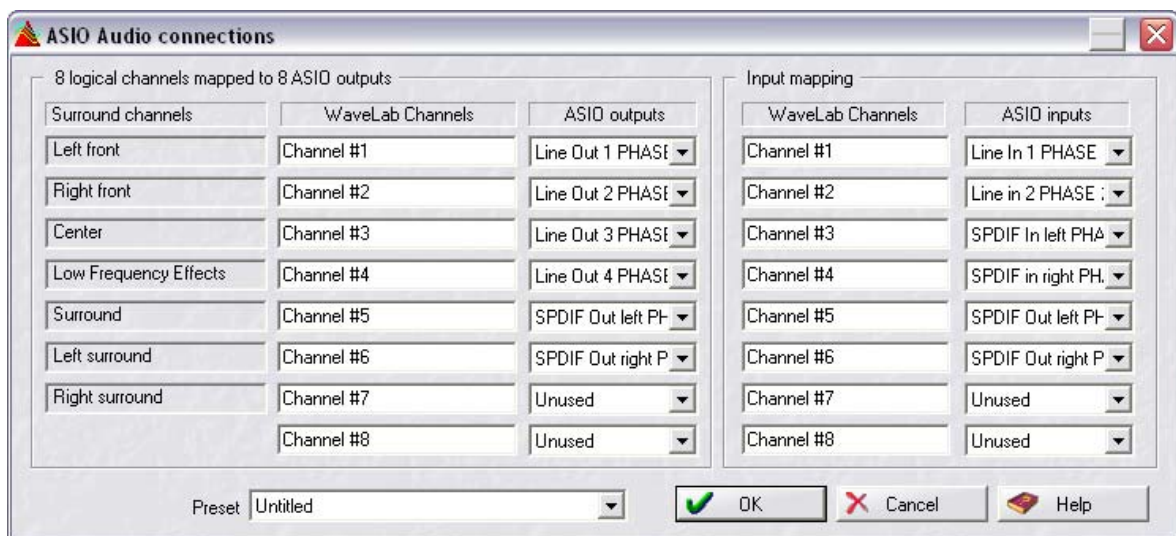 ASIO Audio connections
8 logical channels mapped to 8 ASIO outputs
Surround channels WaveLab Channels ASIO outputs
Left front Channel #1 Line Out 1 PHASE
Right front Channel #2 Line Out 2 PHASE
Center Channel #3 Line Out 3 PHASE
Low Frequency Effects Channel #4 Line Out 4 PHASE
Surround Channel #5 SPDIF Out left PH
Left surround Channel #6 SPDIF Out right P
Right surround Channel #7 Unused
Channel #8 Unused
Input mapping
WaveLab Channels ASIO inputs
Channel #1 Line In 1 PHASE
Channel #2 Line in 2 PHASE
Channel #3 SPDIF In left PHA
Channel #4 SPDIF in right PH
Channel #5 SPDIF Out left PH
Channel #6 SPDIF Out right P
Channel #7 Unused
Channel #8 Unused
Preset Untitled
OK Cancel Help